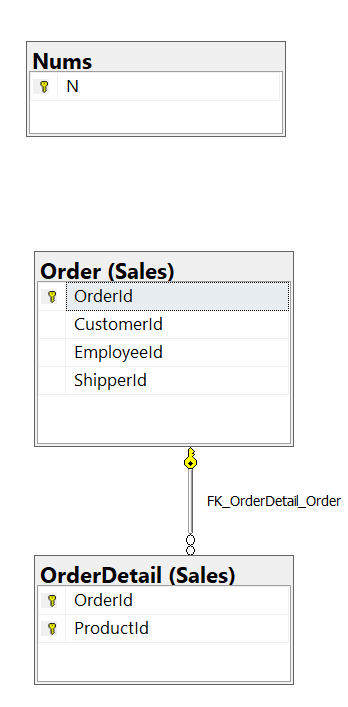 Nums
N
Order (Sales)
OrderId
CustomerId
EmployeeId
ShipperId
FK_OrderDetail_Order
OrderDetail (Sales)
OrderId
ProductId